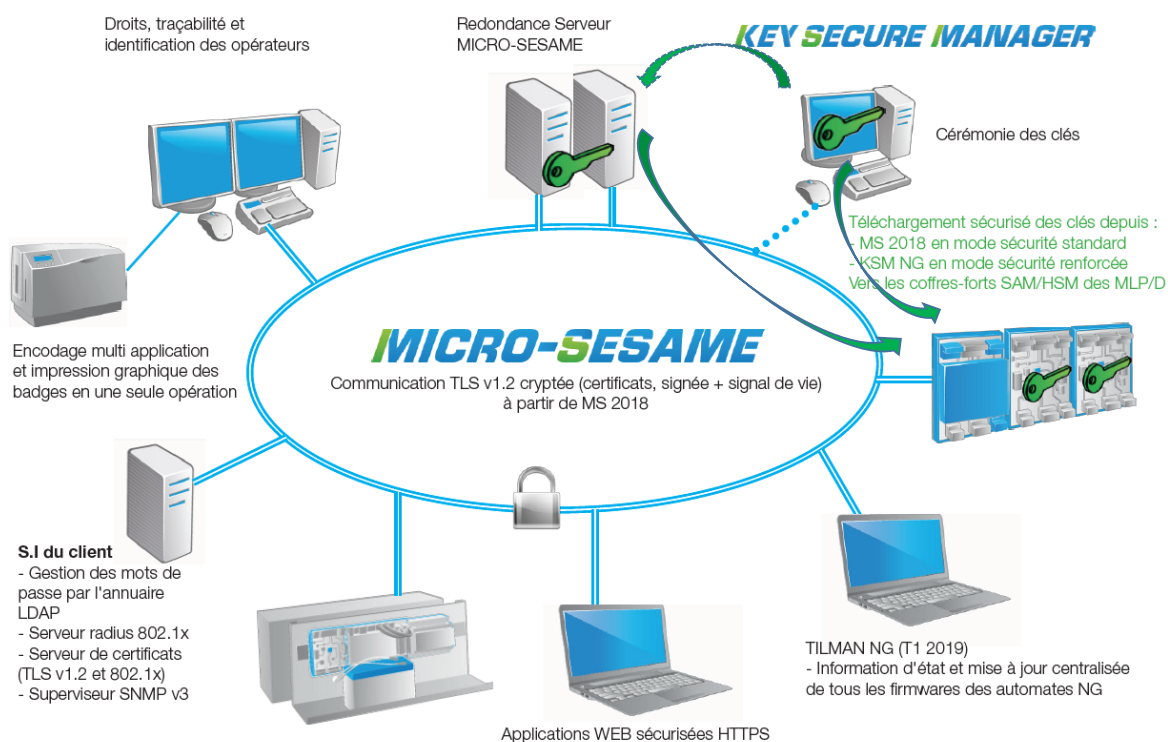 Droits, traçabilité et
identification des opérateurs
Redondance Serveur
MICRO-SESAME
KEY SECURE MANAGER
Cérémonie des clés
Téléchargement sécurisé des clés depuis :
- MS 2018 en mode sécurité standard
- KSM NG en mode sécurité renforcée
Vers les coffres-forts SAM/HSM des MLP/D
Encodage multi application
et impression graphique des
badges en une seule opération
MICRO-SESAME
Communication TLS v1.2 cryptée (certificats, signée + signal de vie)
à partir de MS 2018
S.I du client
- Gestion des mots de
passe par l'annuaire
LDAP
- Serveur radius 802.1x
- Serveur de certificats
(TLS v1.2 et 802.1x)
- Superviseur SNMP v3
Applications WEB sécurisées HTTPS
TILMAN NG (T1 2019)
- Information d'état et mise à jour centralisée
de tous les firmwares des automates NG